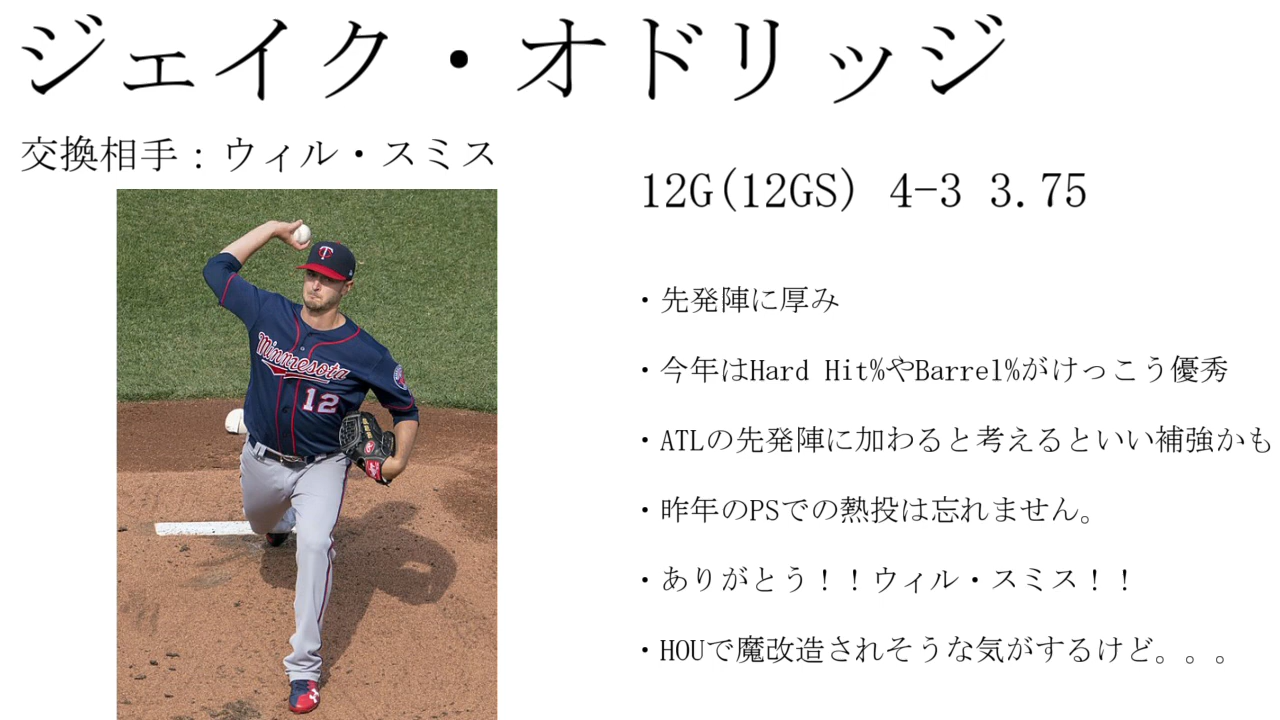 ジェイク・オドリッジ
交換相手：ウィル・スミス
12G(12GS) 4-3 3.75
・先発陣に厚み
・今年はHard Hit%やBarrel%がけっこう優秀
・ATLの先発陣に加わると考えるといい補強かも
・昨年のPSでの熱投は忘れません。
・ありがとう！！ウィル・スミス！！
・HOUで魔改造されそうな気がするけど。。。
T
Minnesota
12